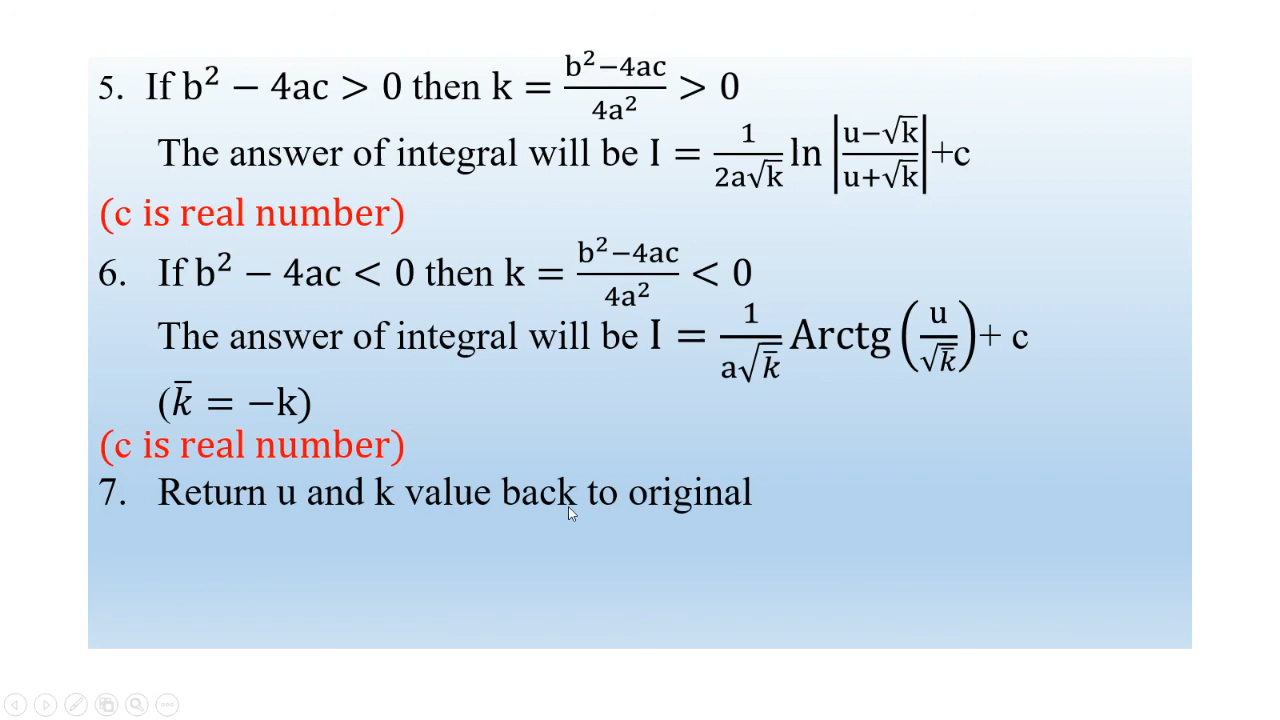 5. If b² − 4ac > 0 then k = (b²−4ac)/(4a²) > 0
The answer of integral will be I = 1/(2a√k) ln |(u−√k)/(u+√k)| +c
(c is real number)
6. If b² − 4ac < 0 then k = (b²−4ac)/(4a²) < 0
The answer of integral will be I = 1/(a√k̅) Arctg (u/√k̅) + c
(k̅ = −k)
(c is real number)
7. Return u and k value back to original